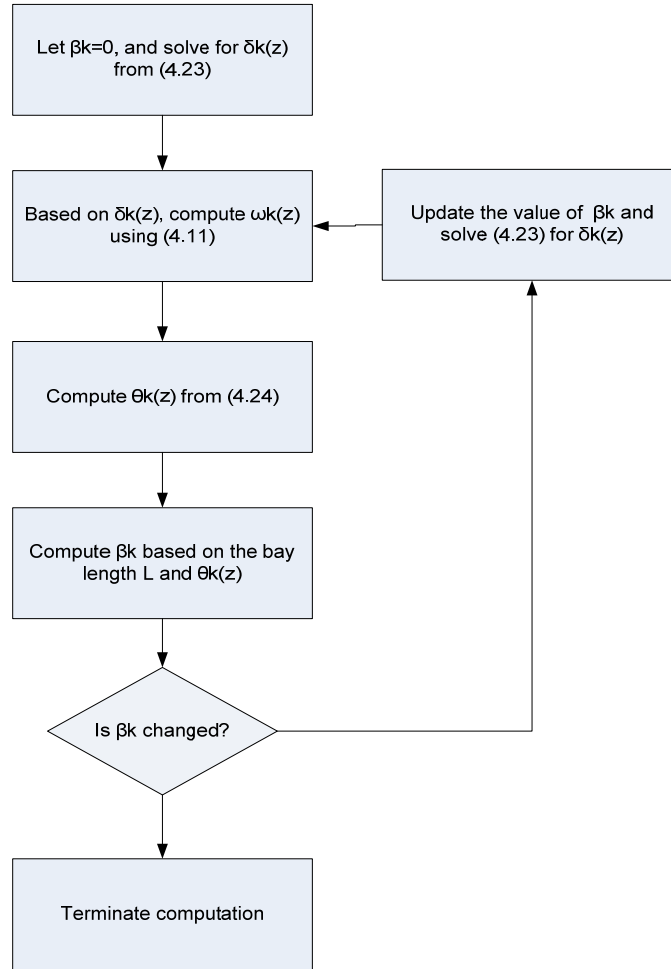 Let βk=0, and solve for δk(z)
from (4.23)
Based on δk(z), compute ωk(z)
using (4.11)
Update the value of βk and
solve (4.23) for δk(z)
Compute θk(z) from (4.24)
Compute βk based on the bay
length L and θk(z)
Is βk changed?
Terminate computation